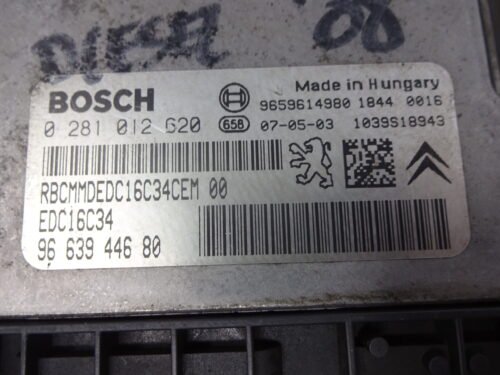 DIESEL '08
BOSCH
Made in Hungary
9659614980 1844 0016
0 281 012 620 658 07-05-03 1039S18943
RBCMMDEDC16C34CEM 00
EDC16C34
96 639 446 80